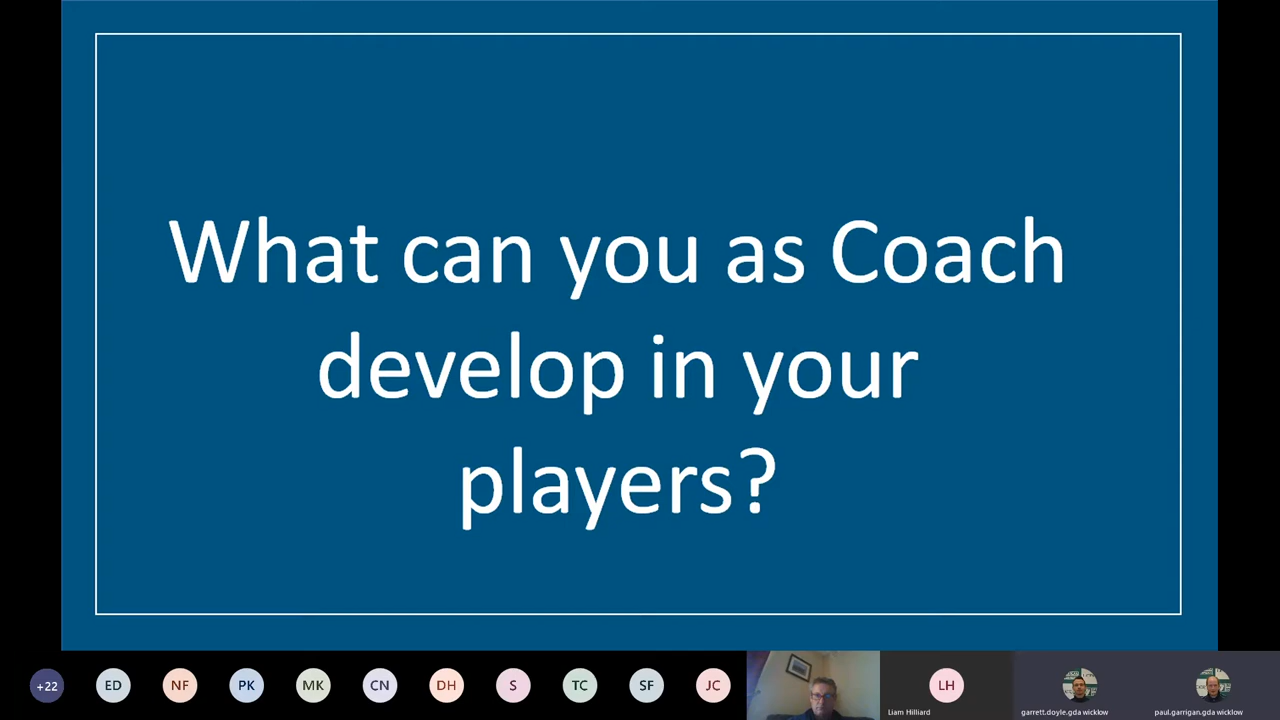 What can you as Coach
develop in your
players?
+22
ED
NF
PK
MK
CN
DH
S
TC
SF
JC
LH
Liam Hilliard
garrett.doyle.gda wicklow
paul.garrigan.gda wicklow